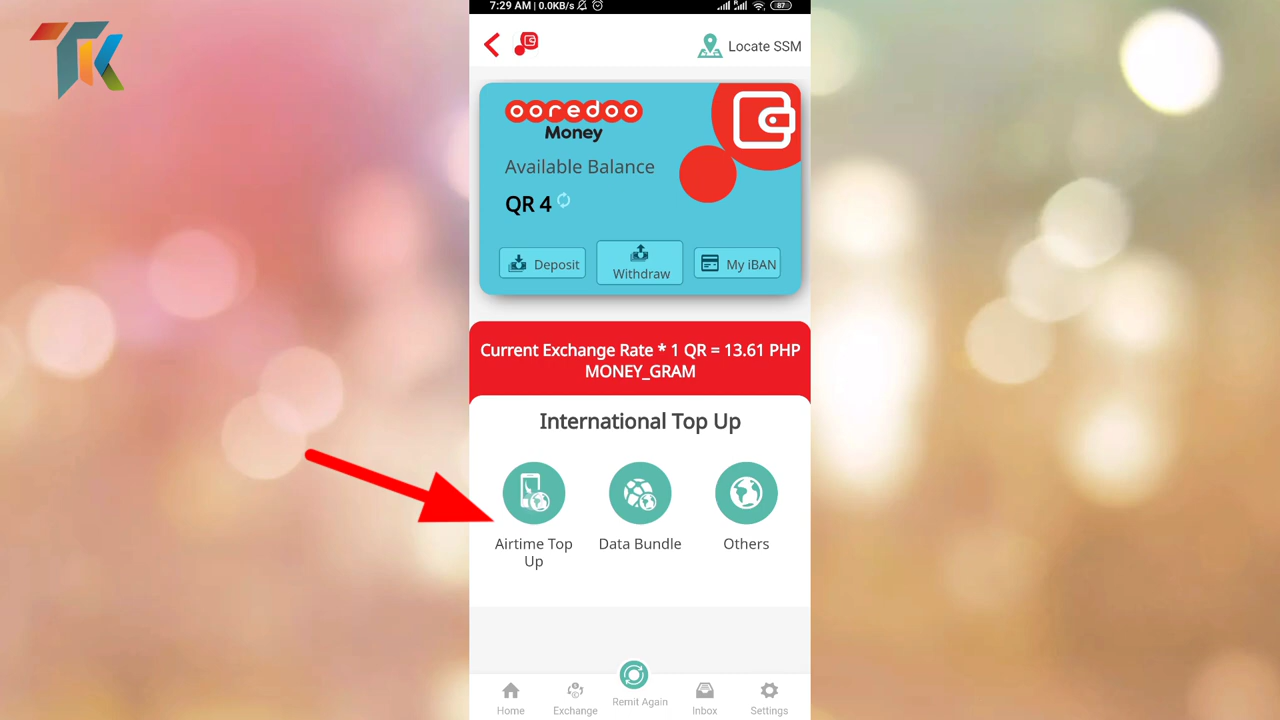 TK
7:29 AM | 0.0KB/s
87
Locate SSM
ooredoo
Money
Available Balance
QR 4
Deposit
Withdraw
My iBAN
Current Exchange Rate * 1 QR = 13.61 PHP
MONEY_GRAM
International Top Up
Airtime Top
Up
Data Bundle
Others
Home
Exchange
Remit Again
Inbox
Settings